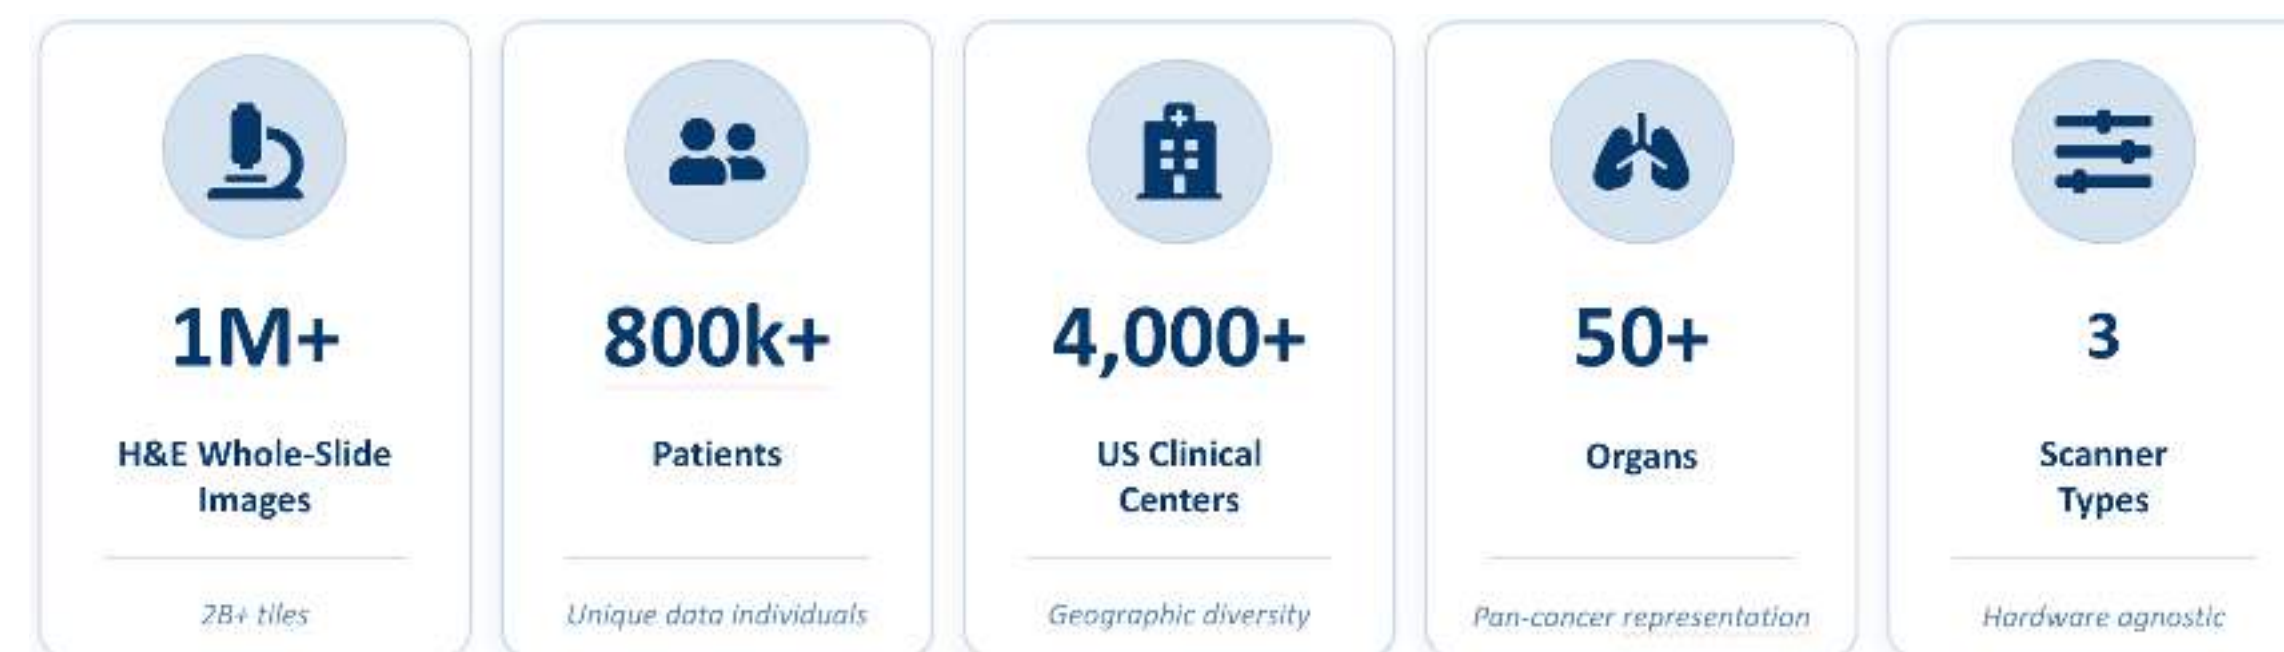 1M+
H&E Whole-Slide
Images
2B+ tiles
800k+
Patients
Unique data individuals
4,000+
US Clinical
Centers
Geographic diversity
50+
Organs
Pan-cancer representation
3
Scanner
Types
Hardware agnostic